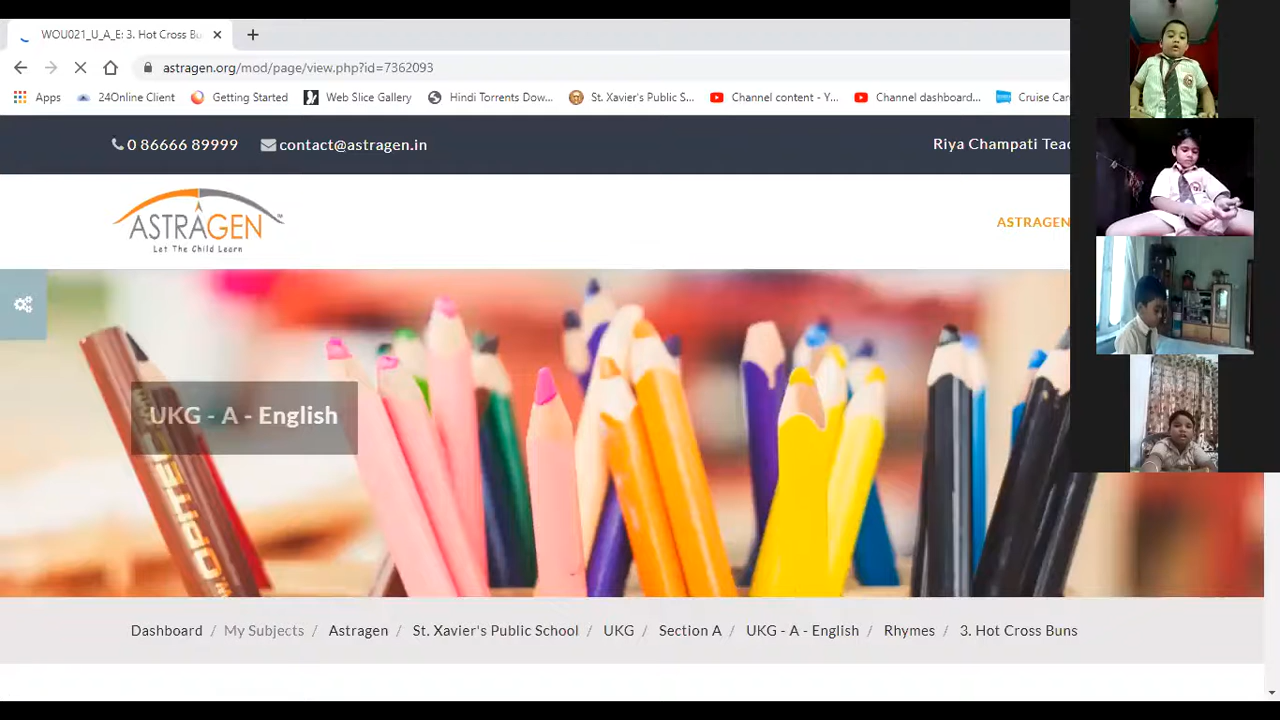 WOU021_U_A_E: 3. Hot Cross Bu
astragen.org/mod/page/view.php?id=7362093
Apps 24Online Client Getting Started Web Slice Gallery Hindi Torrents Dow... St. Xavier's Public S... Channel content - Y... Channel dashboard... Cruise Car
0 86666 89999 contact@astragen.in Riya Champati Teac
ASTRAGEN TM
Let The Child Learn
ASTRAGEN
UKG - A - English
OPTISTO
Dashboard / My Subjects / Astragen / St. Xavier's Public School / UKG / Section A / UKG - A - English / Rhymes / 3. Hot Cross Buns